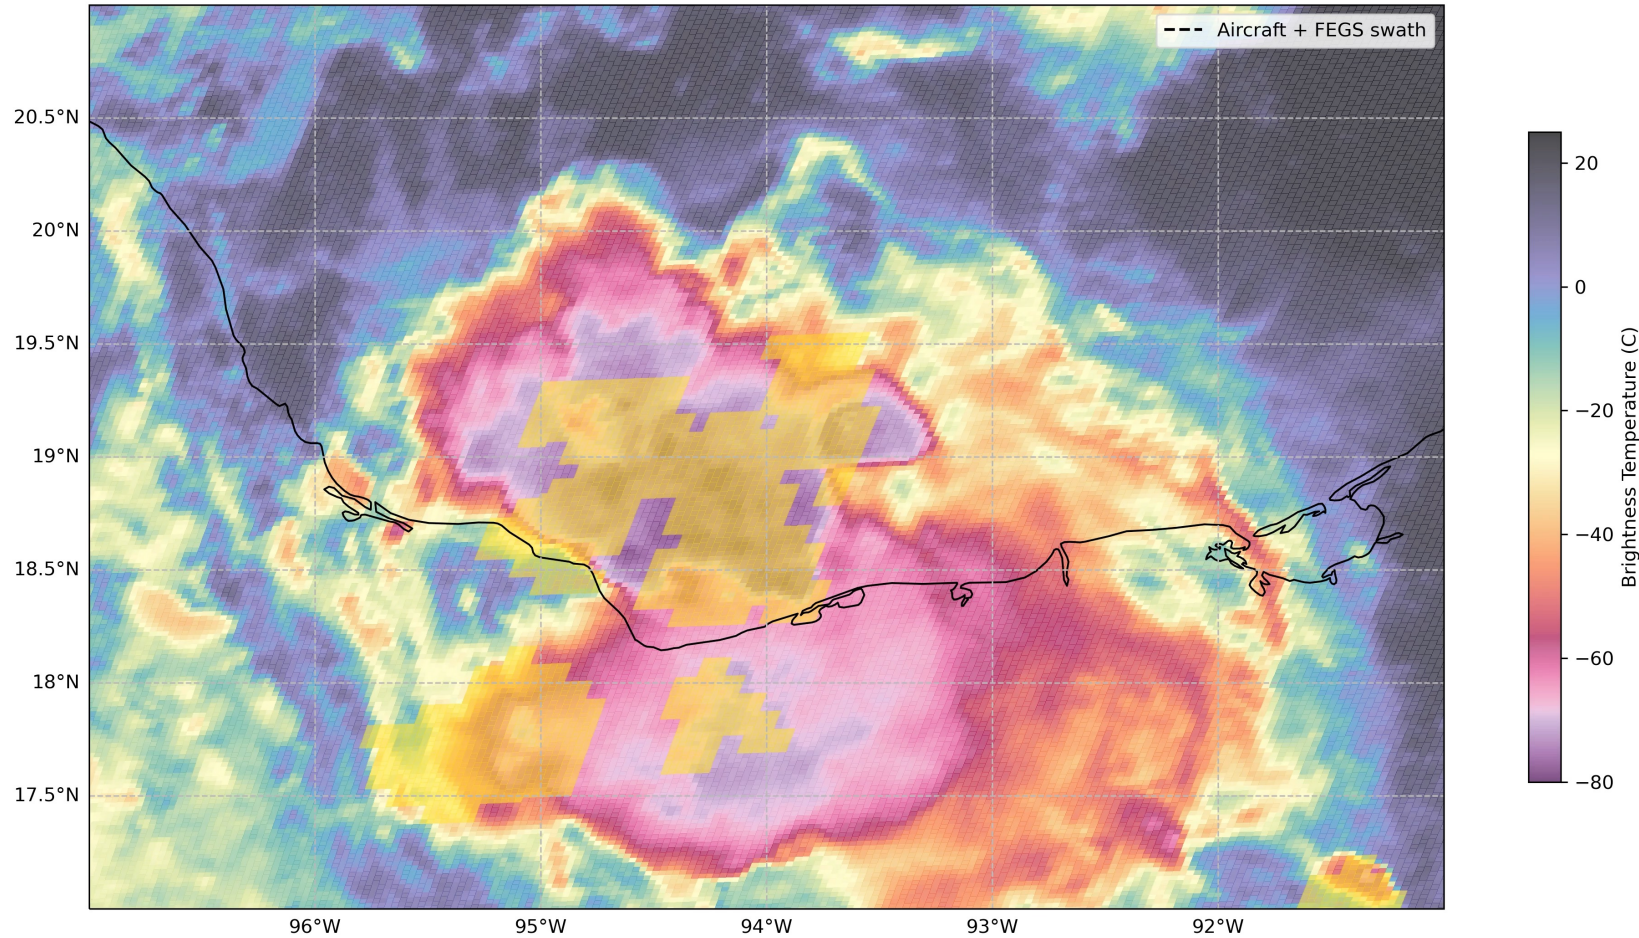 Aircraft + FEGS swath
20.5°N
20°N
19.5°N
19°N
18.5°N
18°N
17.5°N
96°W
95°W
94°W
93°W
92°W
20
0
−20
−40
−60
−80
Brightness Temperature (C)